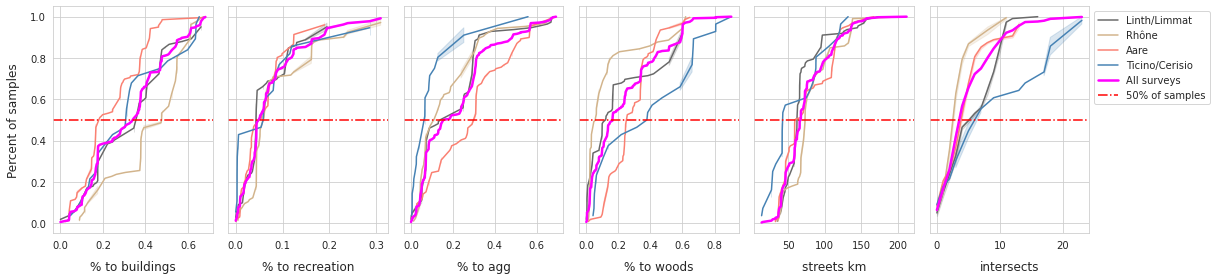 Percent of samples
1.0
0.8
0.6
0.4
0.2
0.0
0.0 0.2 0.4 0.6
% to buildings
0.0 0.1 0.2 0.3
% to recreation
0.0 0.2 0.4 0.6
% to agg
0.0 0.2 0.4 0.6 0.8
% to woods
50 100 150 200
streets km
0 10 20
intersects
Linth/Limmat
Rhône
Aare
Ticino/Cerisio
All surveys
50% of samples